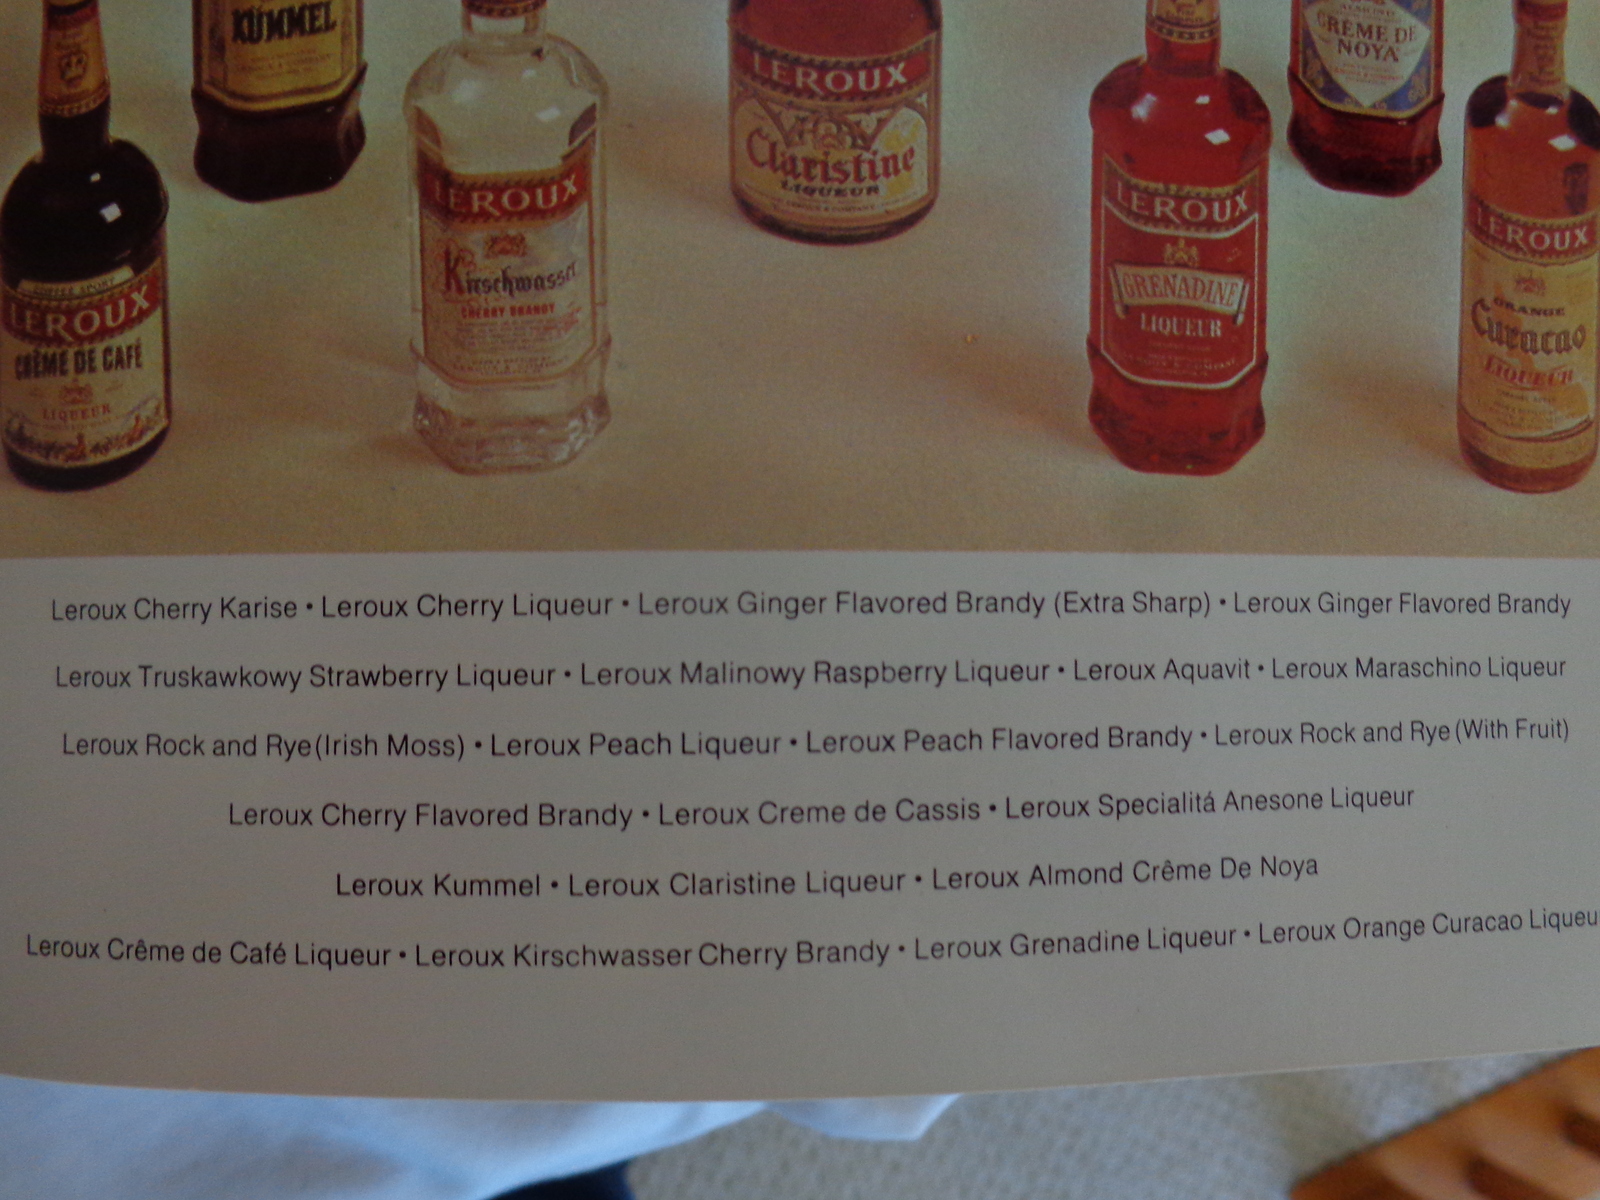 KÜMMEL
CRÈME DE
NOYA
LEROUX
Claristine
LIQUEUR
LEROUX
Kirschwasser
CHERRY BRANDY
LEROUX
GRENADINE
LIQUEUR
LEROUX
ORANGE
Curacao
LIQUEUR
LEROUX
CRÈME DE CAFÉ
LIQUEUR
Leroux Cherry Karise • Leroux Cherry Liqueur • Leroux Ginger Flavored Brandy (Extra Sharp) • Leroux Ginger Flavored Brandy
Leroux Truskawkowy Strawberry Liqueur • Leroux Malinowy Raspberry Liqueur • Leroux Aquavit • Leroux Maraschino Liqueur
Leroux Rock and Rye (Irish Moss) • Leroux Peach Liqueur • Leroux Peach Flavored Brandy • Leroux Rock and Rye (With Fruit)
Leroux Cherry Flavored Brandy • Leroux Creme de Cassis • Leroux Specialitá Anesone Liqueur
Leroux Kummel • Leroux Claristine Liqueur • Leroux Almond Crême De Noya
Leroux Crême de Café Liqueur • Leroux Kirschwasser Cherry Brandy • Leroux Grenadine Liqueur • Leroux Orange Curacao Liqueu